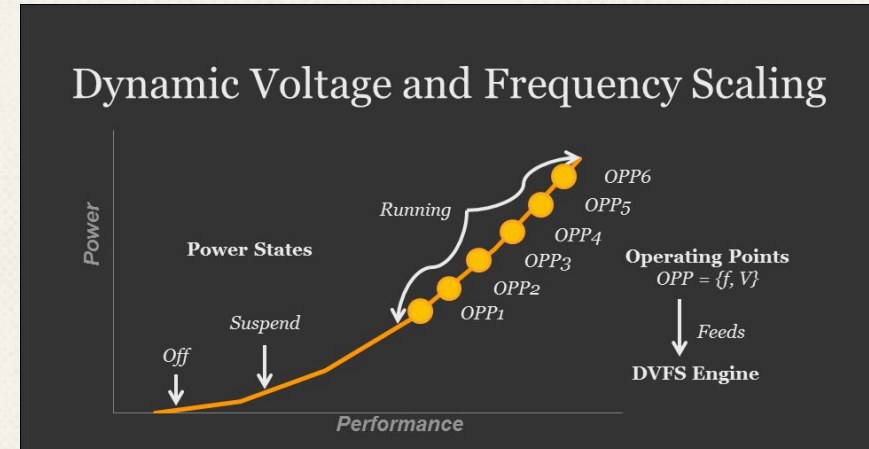 Dynamic Voltage and Frequency Scaling
Power
Power States
Off
Suspend
Running
OPP6
OPP5
OPP4
OPP3
OPP2
OPP1
Operating Points
OPP = {f, V}
Feeds
DVFS Engine
Performance